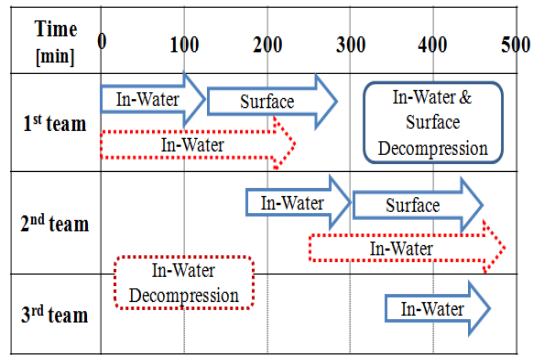 Time
[min]
0 100 200 300 400 500
1st team
In-Water
Surface
In-Water
In-Water &
Surface
Decompression
2nd team
In-Water
Surface
In-Water
In-Water
Decompression
3rd team
In-Water